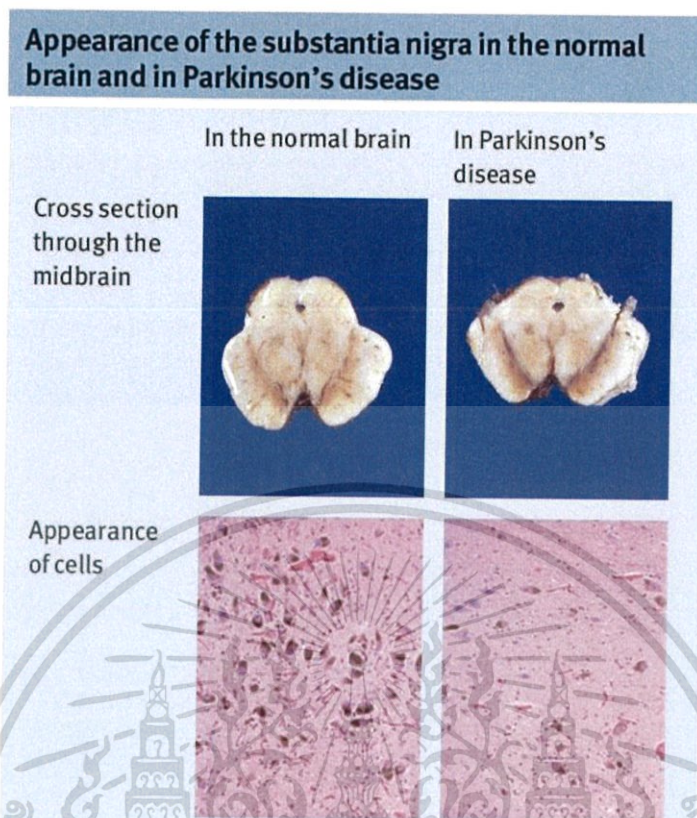 Appearance of the substantia nigra in the normal
brain and in Parkinson's disease
In the normal brain
In Parkinson's
disease
Cross section
through the
midbrain
Appearance
of cells